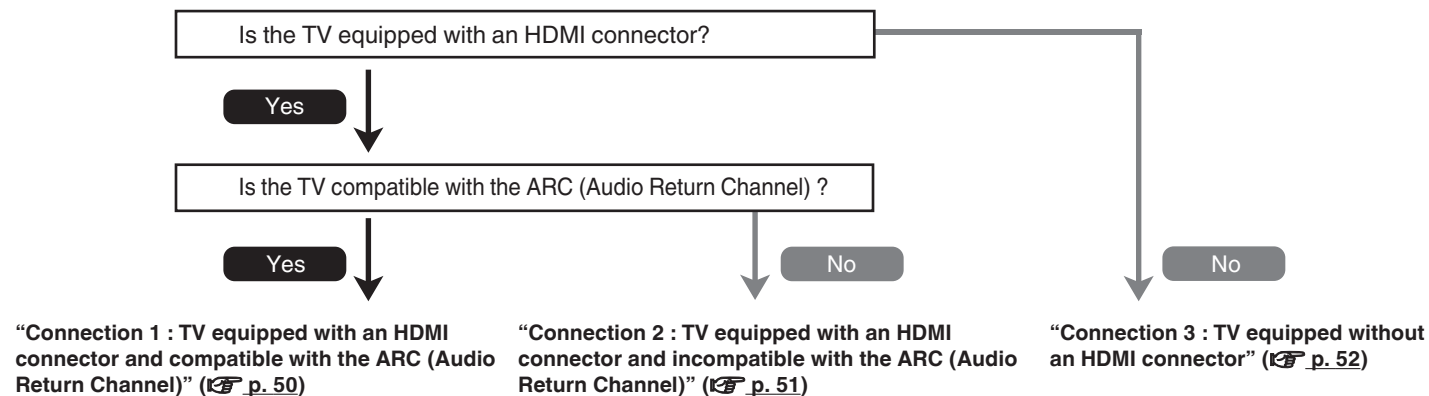 Is the TV equipped with an HDMI connector?
Yes
Is the TV compatible with the ARC (Audio Return Channel) ?
Yes
No
No
“Connection 1 : TV equipped with an HDMI
connector and compatible with the ARC (Audio
Return Channel)” (☞ p. 50)
“Connection 2 : TV equipped with an HDMI
connector and incompatible with the ARC (Audio
Return Channel)” (☞ p. 51)
“Connection 3 : TV equipped without
an HDMI connector” (☞ p. 52)